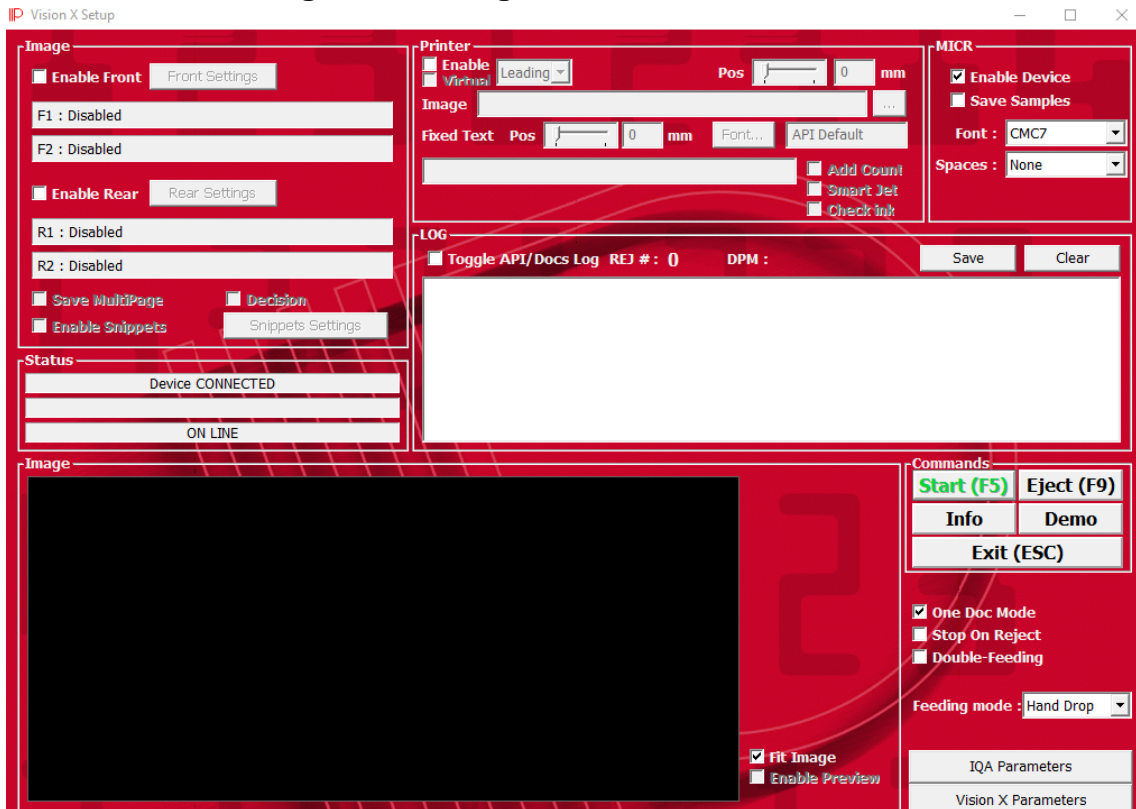 Vision X Setup
Image
Enable Front Front Settings
F1 : Disabled
F2 : Disabled
Enable Rear Rear Settings
R1 : Disabled
R2 : Disabled
Save MultiPage Decision
Enable Snippets Snippets Settings
Status
Device CONNECTED
ON LINE
Printer
Enable
Virtual Leading Pos 0 mm
Image ...
Fixed Text Pos 0 mm Font... API Default
Add Count
Smart Jet
Check ink
MICR
Enable Device
Save Samples
Font : CMC7
Spaces : None
LOG
Toggle API/Docs Log REJ # : () DPM : Save Clear
Image
Fit Image
Enable Preview
Commands
Start (F5) Eject (F9)
Info Demo
Exit (ESC)
One Doc Mode
Stop On Reject
Double-Feeding
Feeding mode : Hand Drop
IQA Parameters
Vision X Parameters